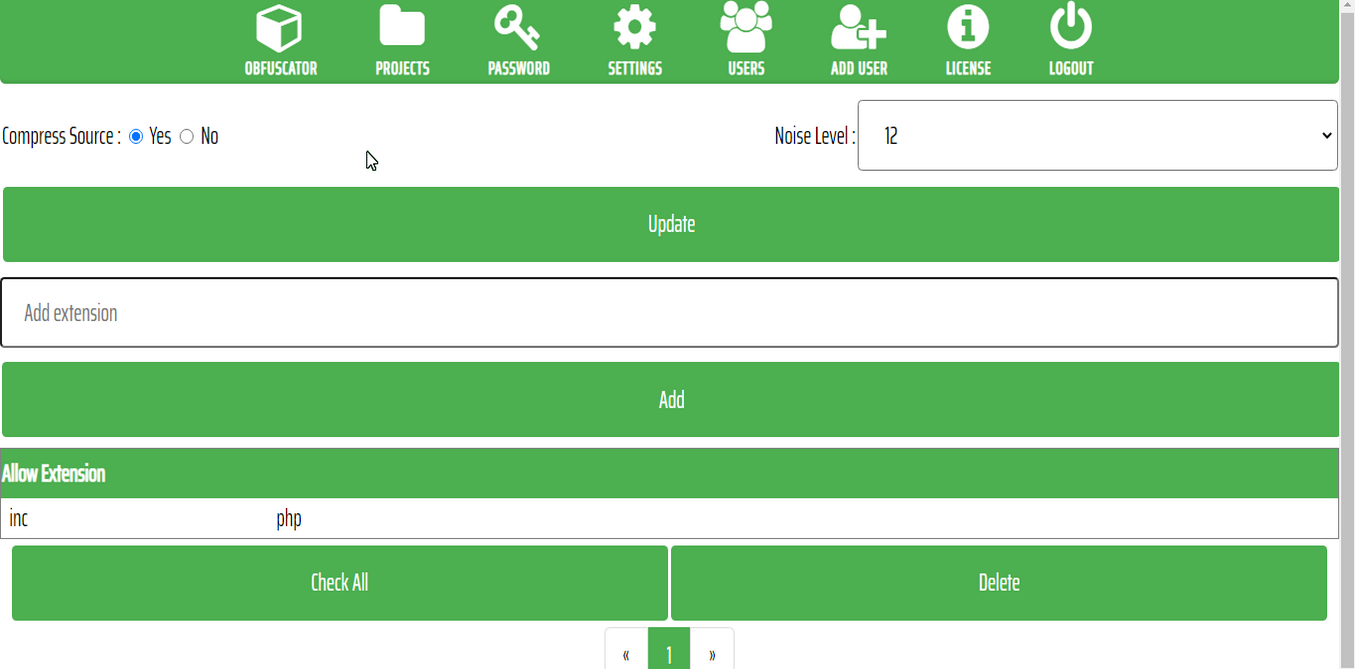 OBFUSCATOR PROJECTS PASSWORD SETTINGS USERS ADD USER LICENSE LOGOUT
Compress Source : Yes No Noise Level : 12
Update
Add extension
Add
Allow Extension
inc php
Check All Delete
« 1 »